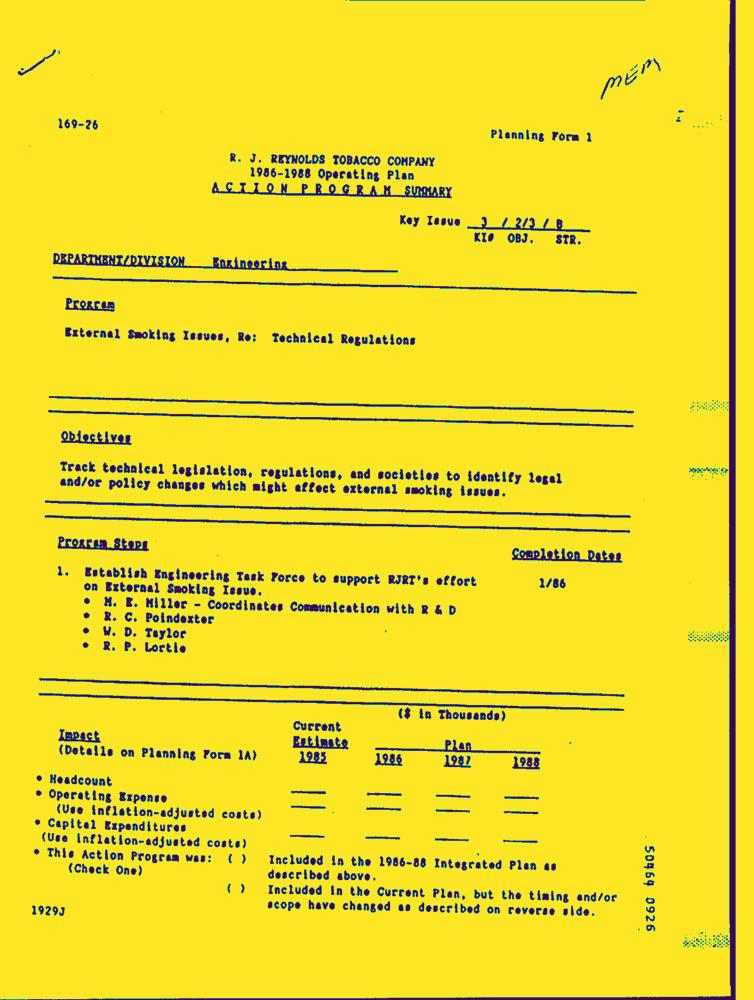 MEM
169-26
Planning Form 1
R. J. REYNOLDS TOBACCO COMPANY
1986-1988 Operating Plan
ACTION PROGRAM SUMMARY
Key Issue 3 / 2/3 / B
KI# OBJ. STR.
DEPARTMENT/DIVISION Engineering
Program
External Smoking Issues, Re: Technical Regulations
Objectives
Track technical legislation, regulations, and societies to identify legal
and/or policy changes which might affect external smoking issues.
Program Steps
Completion Dates
1. Establish Engineering Task Force to support RJRT's effort 1/86
on External Smoking Issue.
• M. E. Miller - Coordinates Communication with R & D
• R. C. Poindexter
• W. D. Taylor
• R. P. Lortie
($ in Thousands)
Current
Impact Estimate Plan
(Details on Planning Form 1A) 1985 1986 1987 1988
• Headcount
• Operating Expense
(Use inflation-adjusted costs)
• Capital Expenditures
(Use inflation-adjusted costs)
• This Action Program was: ( ) Included in the 1986-88 Integrated Plan as
(Check One) described above.
( ) Included in the Current Plan, but the timing and/or
scope have changed as described on reverse side.
1929J
50464 0926